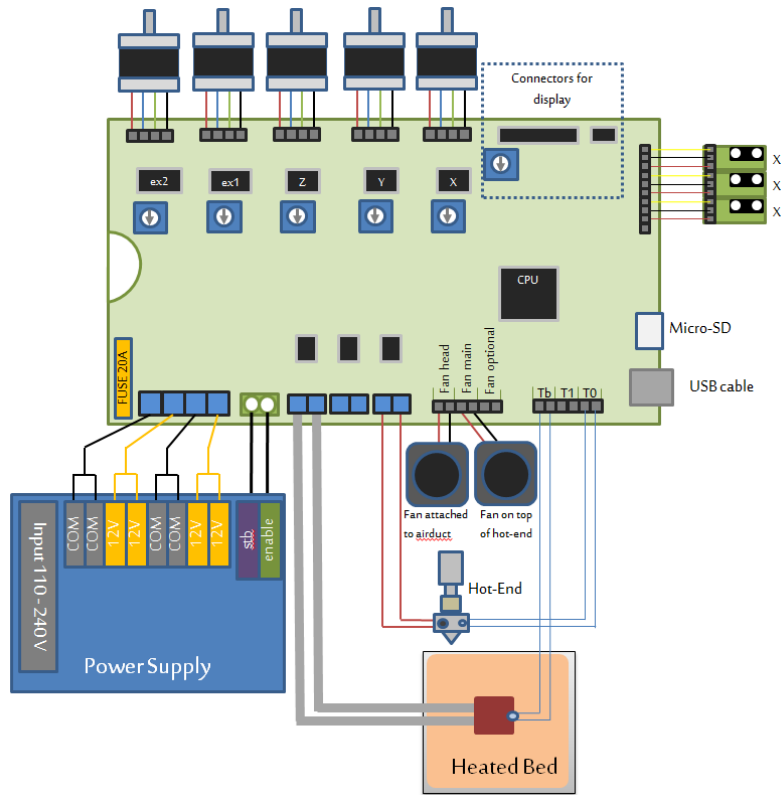 Connectors for
display
ex2
ex1
Z
Y
X
X
X
X
CPU
Micro-SD
USB cable
FUSE 20A
Fan head
Fan main
Fan optional
Tb
T1
T0
Fan attached
to airduct
Fan on top
of hot-end
Input 110 - 240V
COM
COM
12V
12V
COM
COM
12V
12V
stb.
enable
Power Supply
Hot-End
Heated Bed